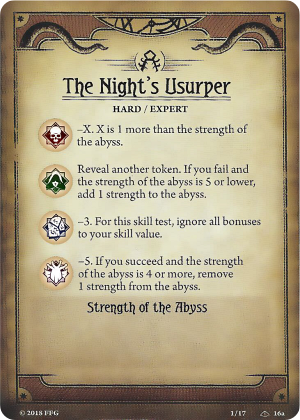 The Night's Usurper
HARD / EXPERT
–X. X is 1 more than the strength of
the abyss.
Reveal another token. If you fail and
the strength of the abyss is 5 or lower,
add 1 strength to the abyss.
–3. For this skill test, ignore all bonuses
to your skill value.
–5. If you succeed and the strength
of the abyss is 4 or more, remove
1 strength from the abyss.
Strength of the Abyss
© 2018 FFG 1/17 16a